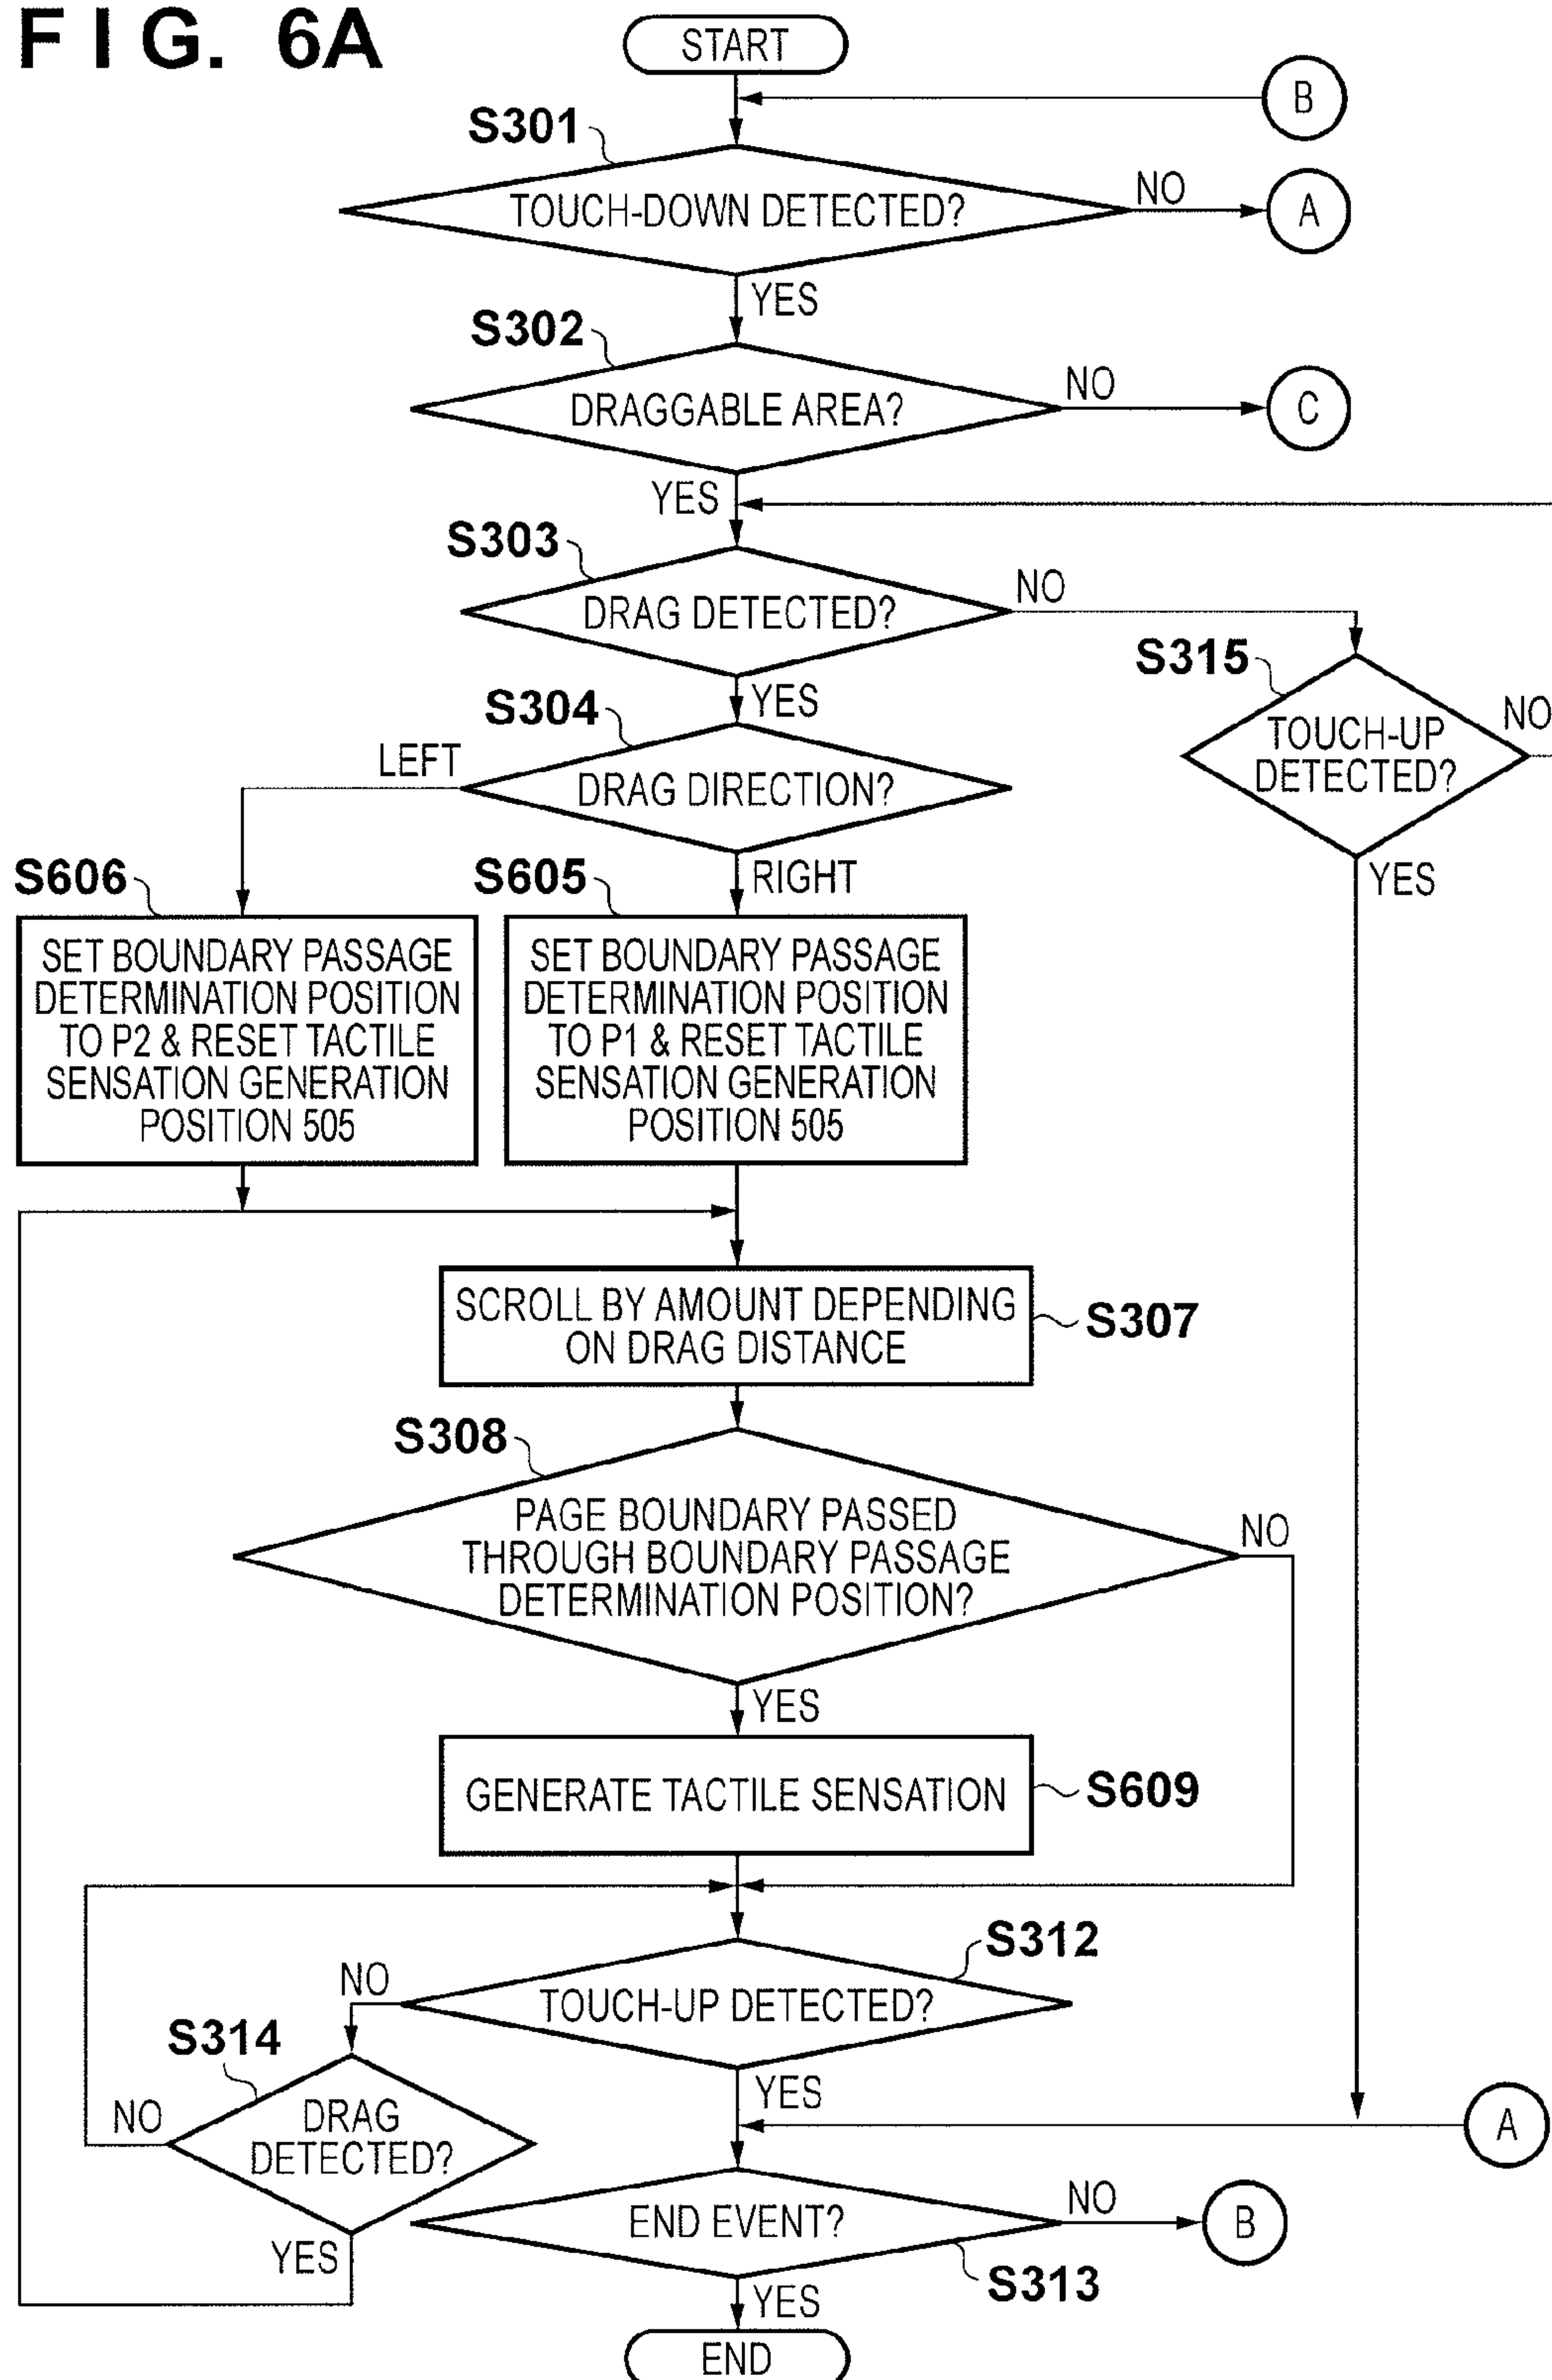 FIG. 6A
START
B
S301
TOUCH-DOWN DETECTED?
NO
A
YES
S302
DRAGGABLE AREA?
NO
C
YES
S303
DRAG DETECTED?
NO
S315
TOUCH-UP
DETECTED?
NO
YES
YES
S304
DRAG DIRECTION?
LEFT
RIGHT
S606
SET BOUNDARY PASSAGE
DETERMINATION POSITION
TO P2 & RESET TACTILE
SENSATION GENERATION
POSITION 505
S605
SET BOUNDARY PASSAGE
DETERMINATION POSITION
TO P1 & RESET TACTILE
SENSATION GENERATION
POSITION 505
SCROLL BY AMOUNT DEPENDING
ON DRAG DISTANCE
S307
S308
PAGE BOUNDARY PASSED
THROUGH BOUNDARY PASSAGE
DETERMINATION POSITION?
NO
YES
GENERATE TACTILE SENSATION
S609
S312
TOUCH-UP DETECTED?
NO
S314
DRAG
DETECTED?
NO
YES
YES
A
END EVENT?
NO
B
S313
YES
END